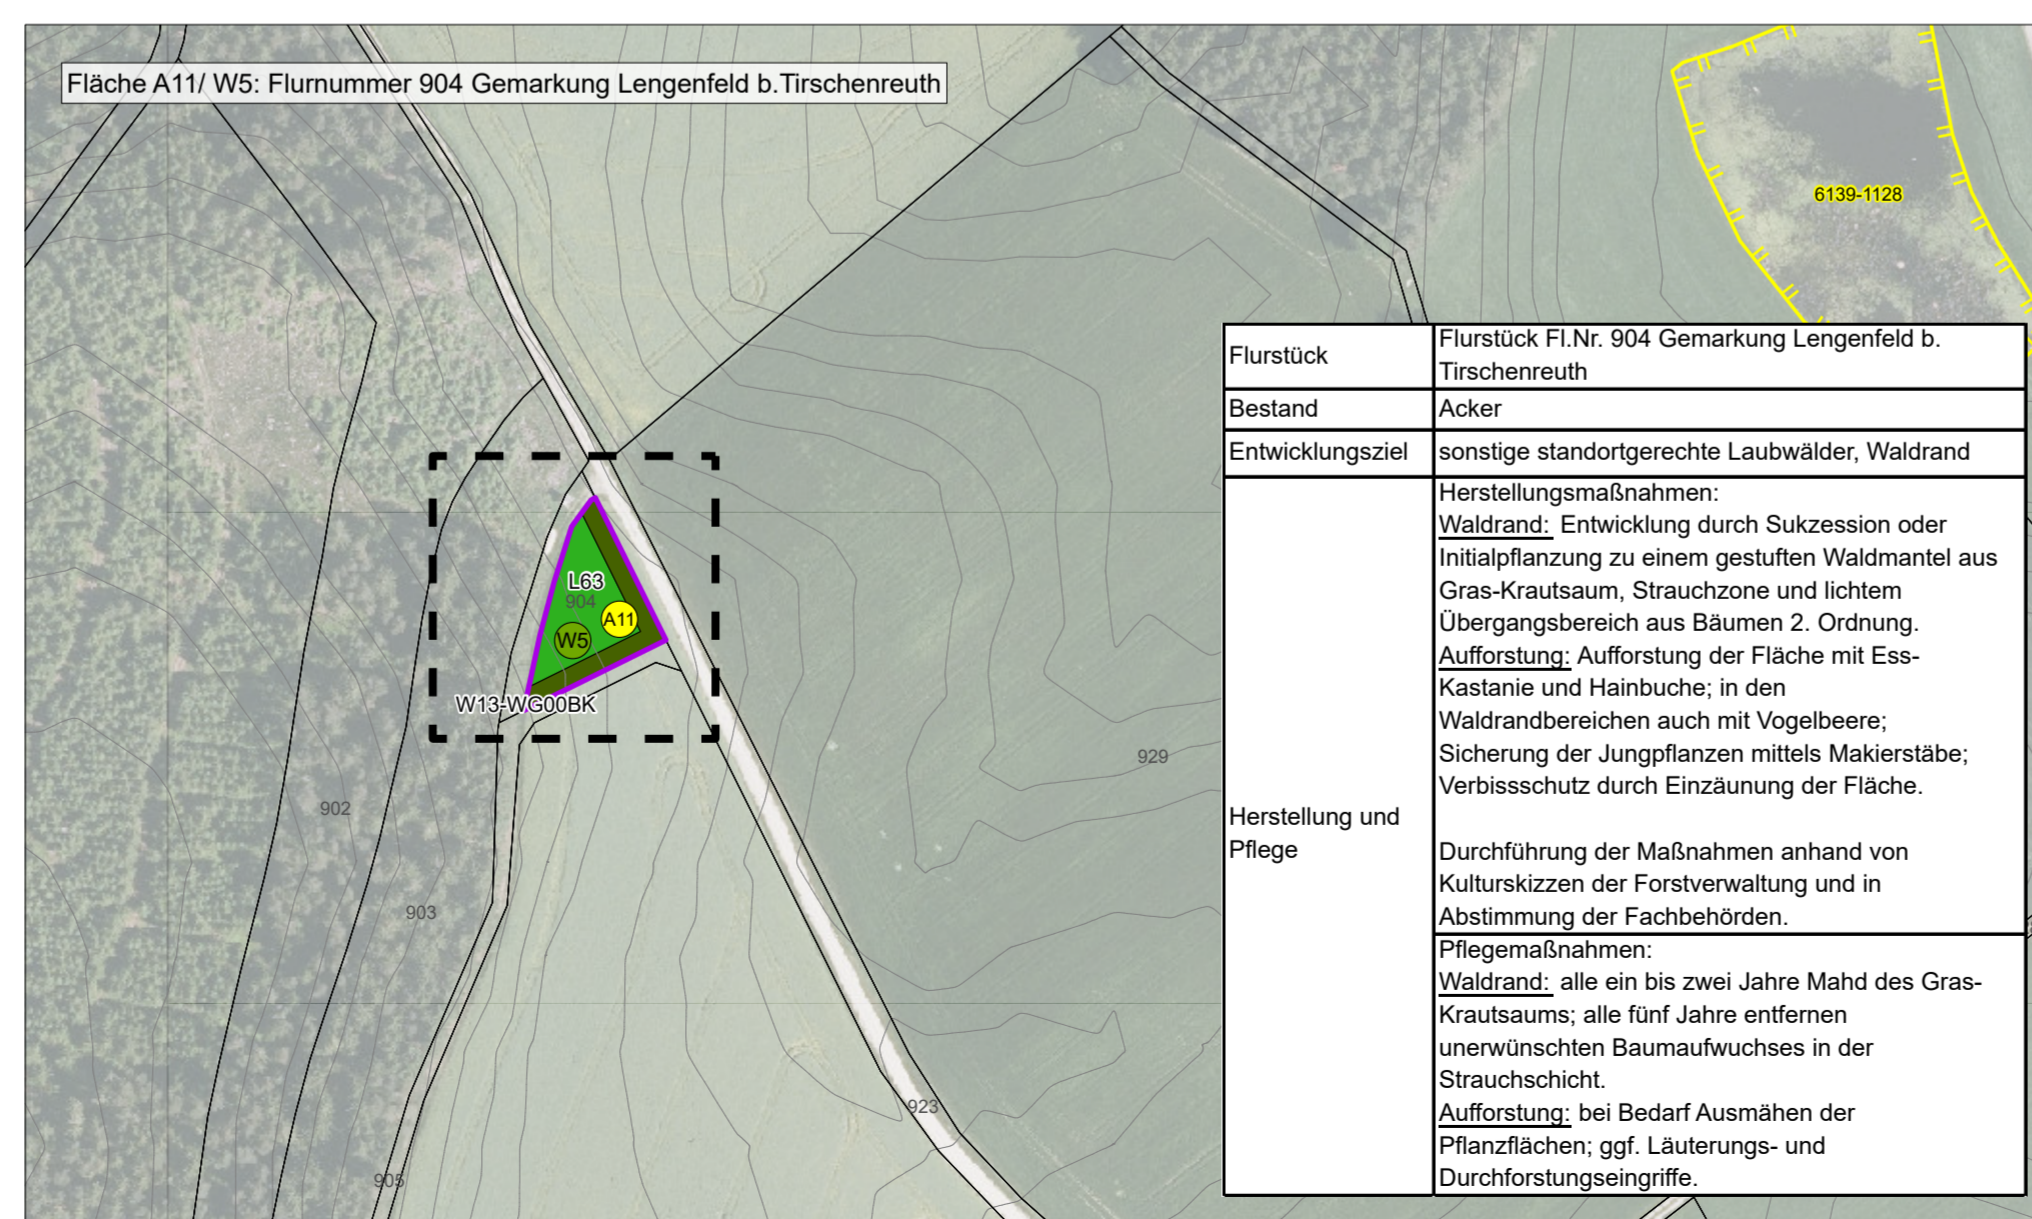 Fläche A11/ W5: Flurnummer 904 Gemarkung Lengenfeld b.Tirschenreuth
6139-1128
L63
904
A11
W5
W13-WG00BK
929
902
903
923
905
Flurstück
Flurstück Fl.Nr. 904 Gemarkung Lengenfeld b.
Tirschenreuth
Bestand
Acker
Entwicklungsziel
sonstige standortgerechte Laubwälder, Waldrand
Herstellung und
Pflege
Herstellungsmaßnahmen:
Waldrand: Entwicklung durch Sukzession oder
Initialpflanzung zu einem gestuften Waldmantel aus
Gras-Krautsaum, Strauchzone und lichtem
Übergangsbereich aus Bäumen 2. Ordnung.
Aufforstung: Aufforstung der Fläche mit Ess-
Kastanie und Hainbuche; in den
Waldrandbereichen auch mit Vogelbeere;
Sicherung der Jungpflanzen mittels Makierstäbe;
Verbissschutz durch Einzäunung der Fläche.
Durchführung der Maßnahmen anhand von
Kulturskizzen der Forstverwaltung und in
Abstimmung der Fachbehörden.
Pflegemaßnahmen:
Waldrand: alle ein bis zwei Jahre Mahd des Gras-
Krautsaums; alle fünf Jahre entfernen
unerwünschten Baumaufwuchses in der
Strauchschicht.
Aufforstung: bei Bedarf Ausmähen der
Pflanzflächen; ggf. Läuterungs- und
Durchforstungseingriffe.